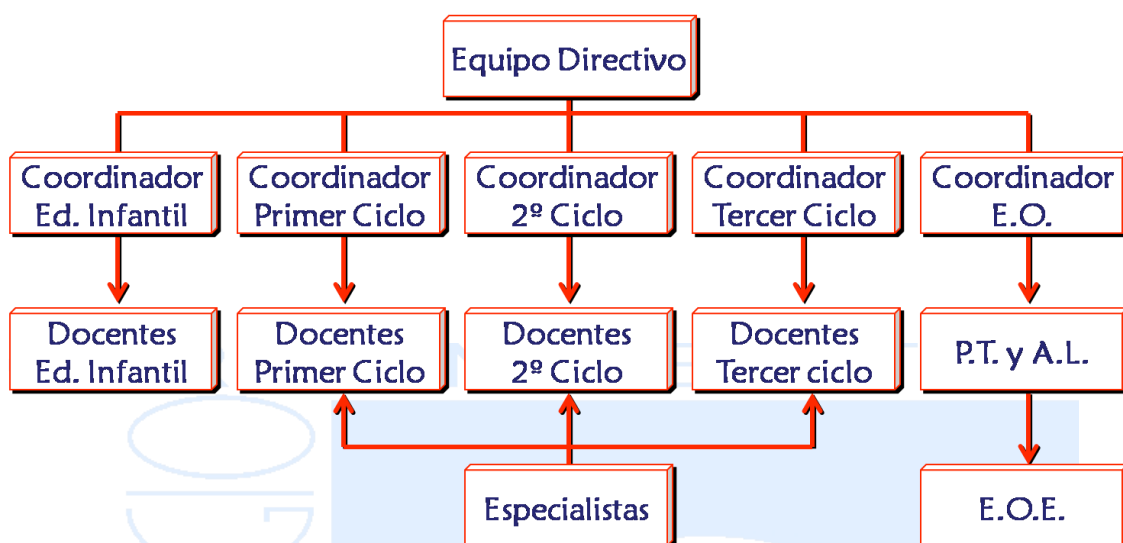 Equipo Directivo
Coordinador
Ed. Infantil
Coordinador
Primer Ciclo
Coordinador
2º Ciclo
Coordinador
Tercer Ciclo
Coordinador
E.O.
Docentes
Ed. Infantil
Docentes
Primer Ciclo
Docentes
2º Ciclo
Docentes
Tercer ciclo
P.T. y A.L.
Especialistas
E.O.E.